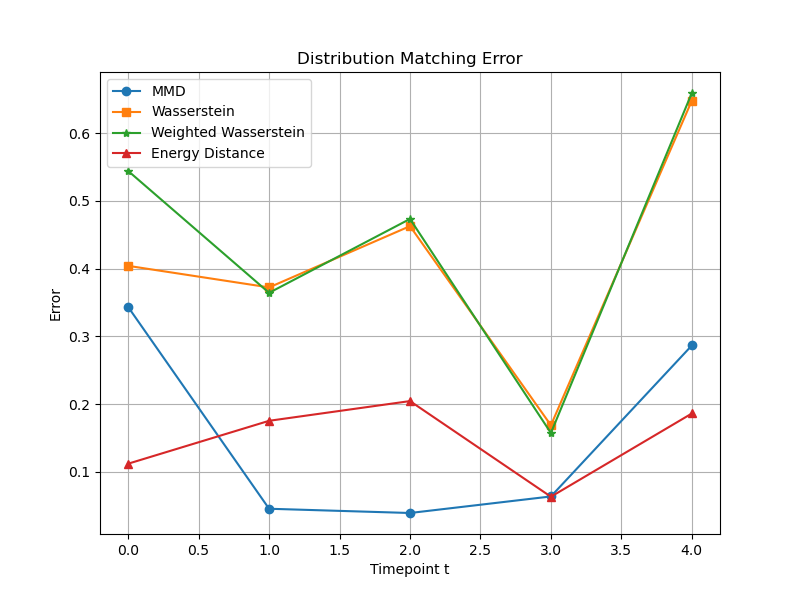 Distribution Matching Error
MMD
Wasserstein
Weighted Wasserstein
Energy Distance
Error
0.6
0.5
0.4
0.3
0.2
0.1
0.0 0.5 1.0 1.5 2.0 2.5 3.0 3.5 4.0
Timepoint t